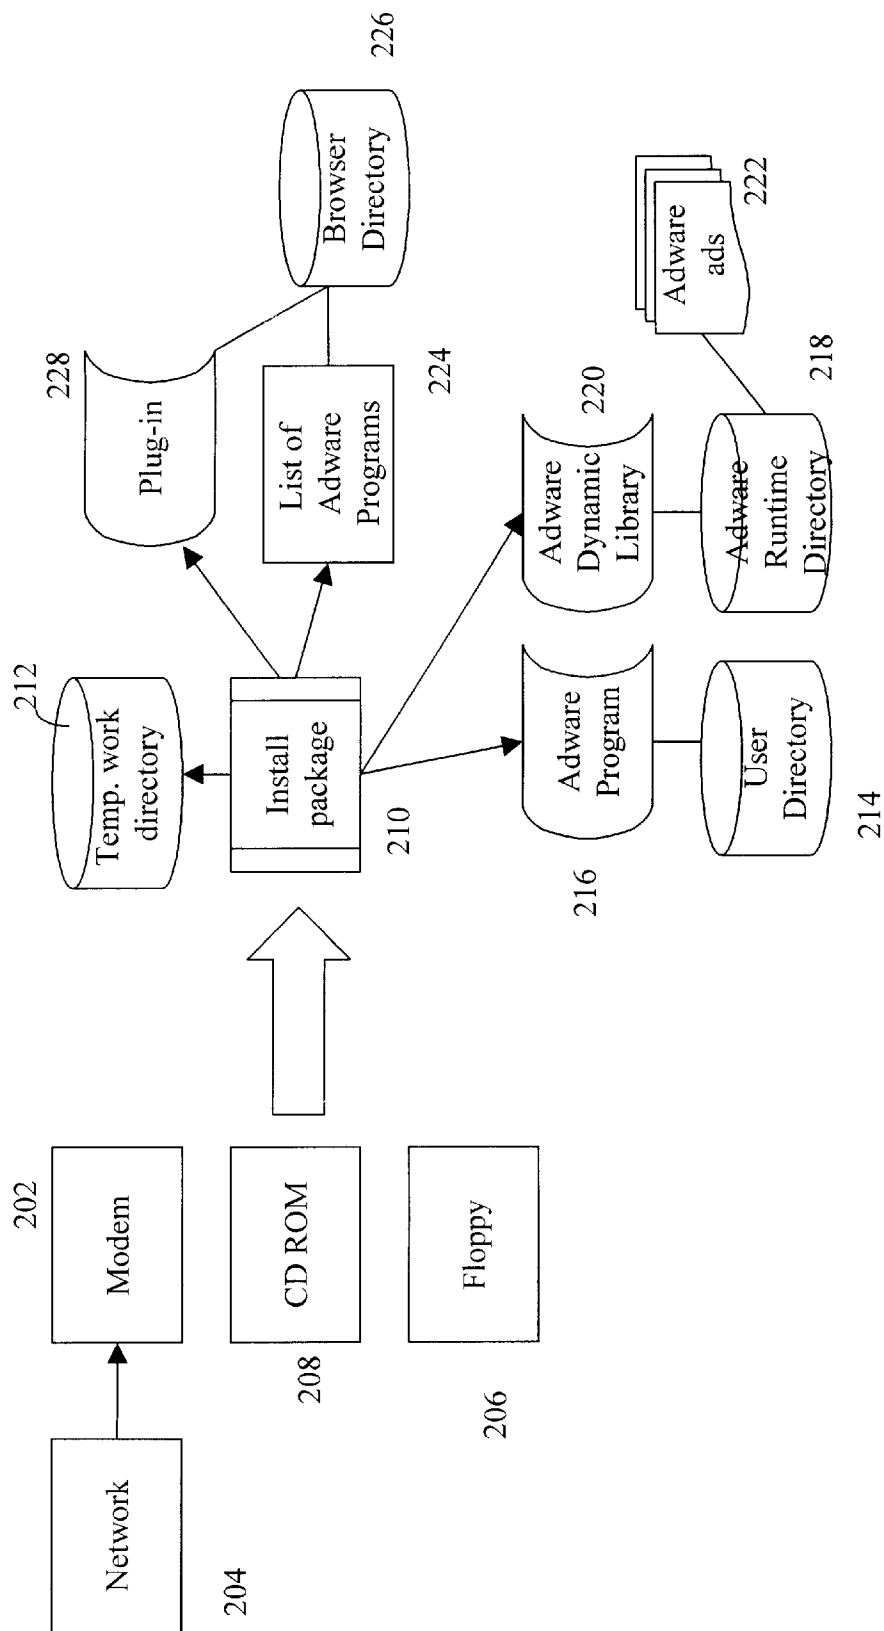 Network
204
Modem
202
CD ROM
208
Floppy
206
Temp. work
directory
212
Install
package
210
Plug-in
228
List of
Adware
Programs
224
Browser
Directory
226
Adware
Program
216
User
Directory
214
Adware
Dynamic
Library
220
Adware
Runtime
Directory
218
Adware
ads
222